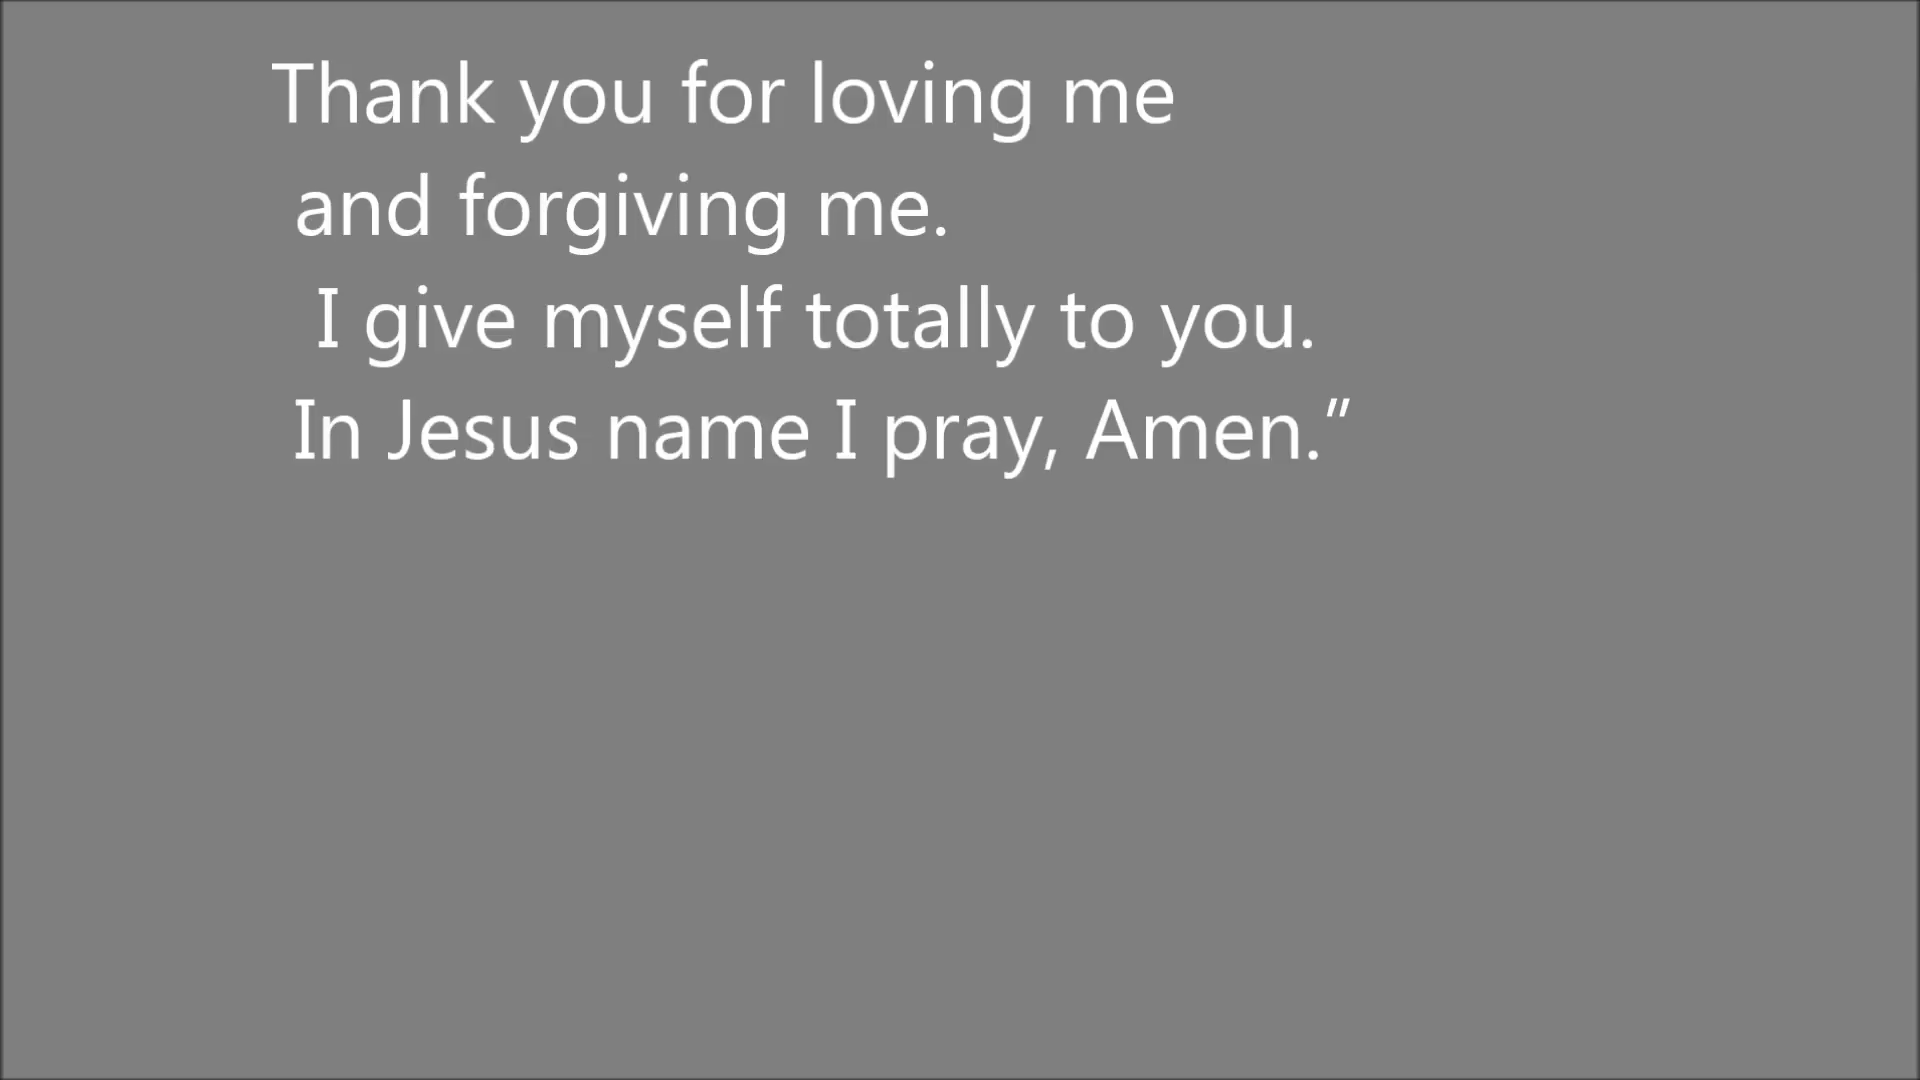 Thank you for loving me
and forgiving me.
I give myself totally to you.
In Jesus name I pray, Amen.”